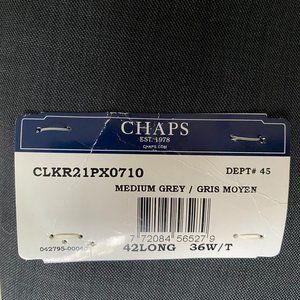 CHAPS
EST. 1978
CHAPS.COM
CLKR21PX0710 DEPT# 45
MEDIUM GREY / GRIS MOYEN
7 72084 56527 9
42LONG 36W/T